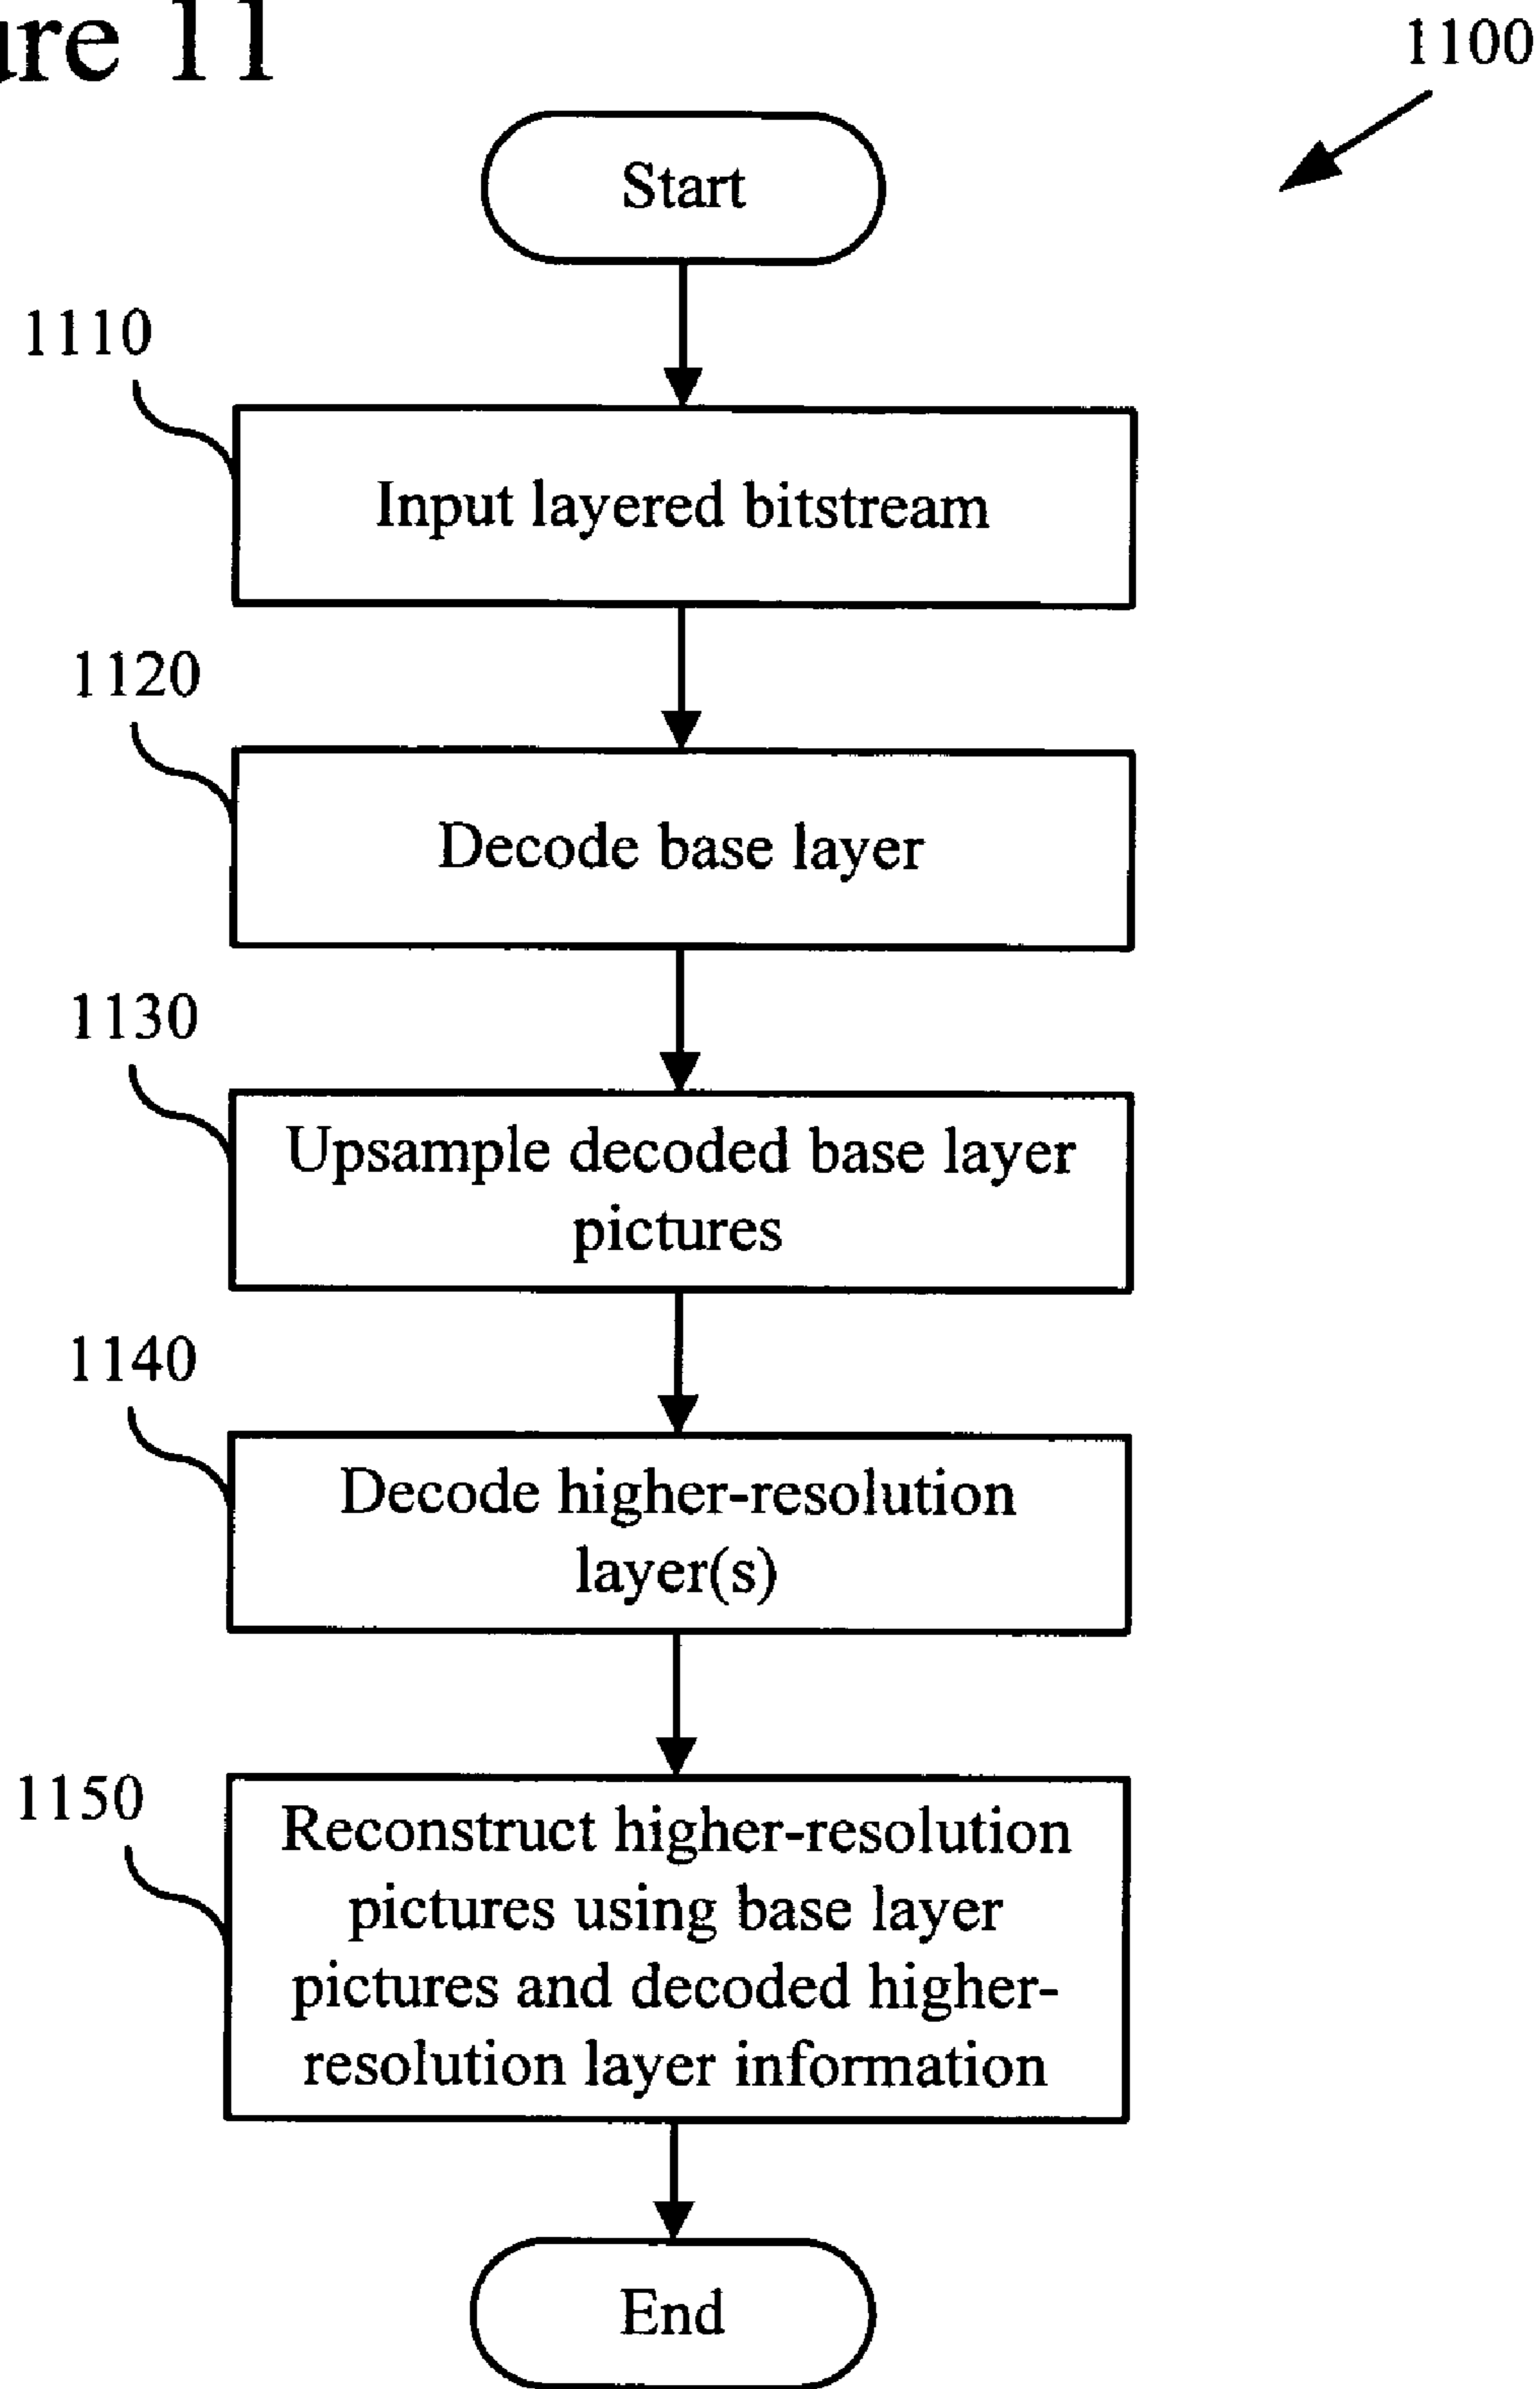 ure 11
1100
Start
1110
Input layered bitstream
1120
Decode base layer
1130
Upsample decoded base layer
pictures
1140
Decode higher-resolution
layer(s)
1150
Reconstruct higher-resolution
pictures using base layer
pictures and decoded higher-
resolution layer information
End